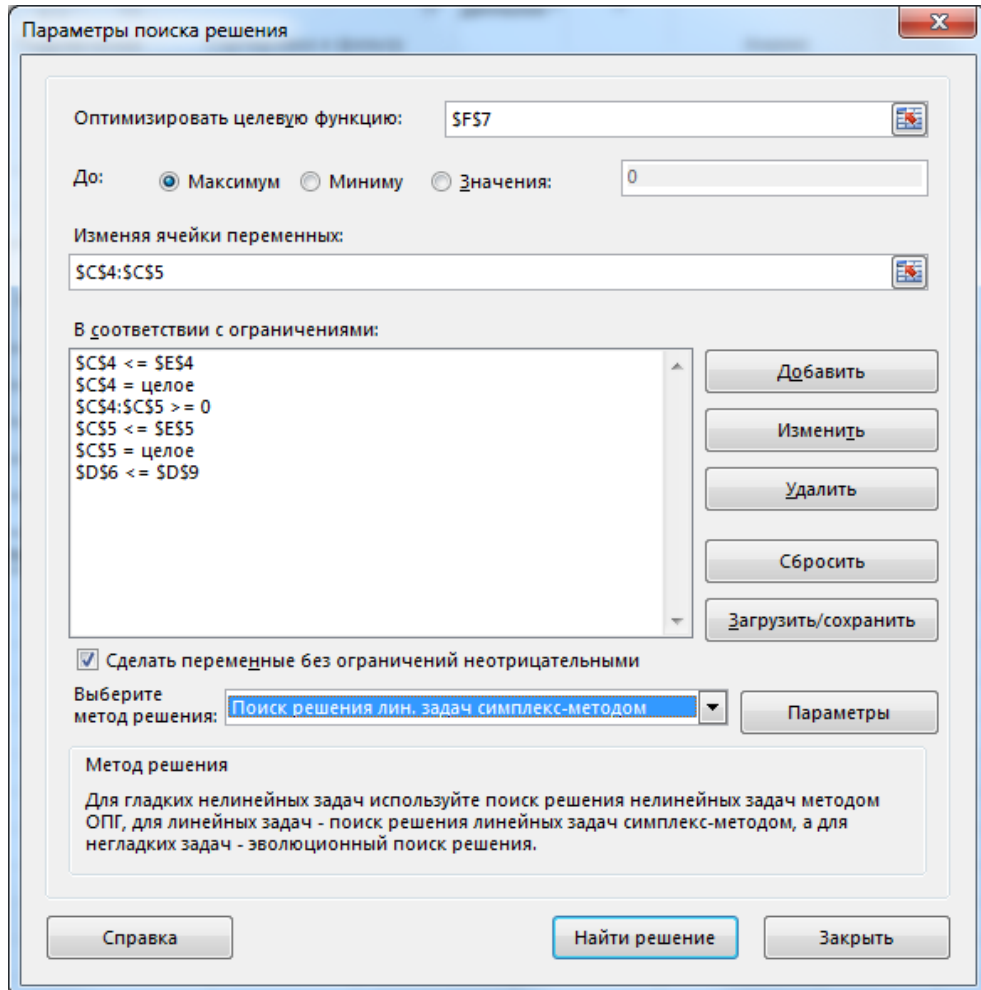 Параметры поиска решения
Оптимизировать целевую функцию: $F$7
До: Максимум Миниму Значения: 0
Изменяя ячейки переменных:
$C$4:$C$5
В соответствии с ограничениями:
$C$4 <= $E$4
$C$4 = целое
$C$4:$C$5 >= 0
$C$5 <= $E$5
$C$5 = целое
$D$6 <= $D$9
Добавить
Изменить
Удалить
Сбросить
Загрузить/сохранить
Сделать переменные без ограничений неотрицательными
Выберите
метод решения: Поиск решения лин. задач симплекс-методом Параметры
Метод решения
Для гладких нелинейных задач используйте поиск решения нелинейных задач методом
ОПГ, для линейных задач - поиск решения линейных задач симплекс-методом, а для
негладких задач - эволюционный поиск решения.
Справка Найти решение Закрыть